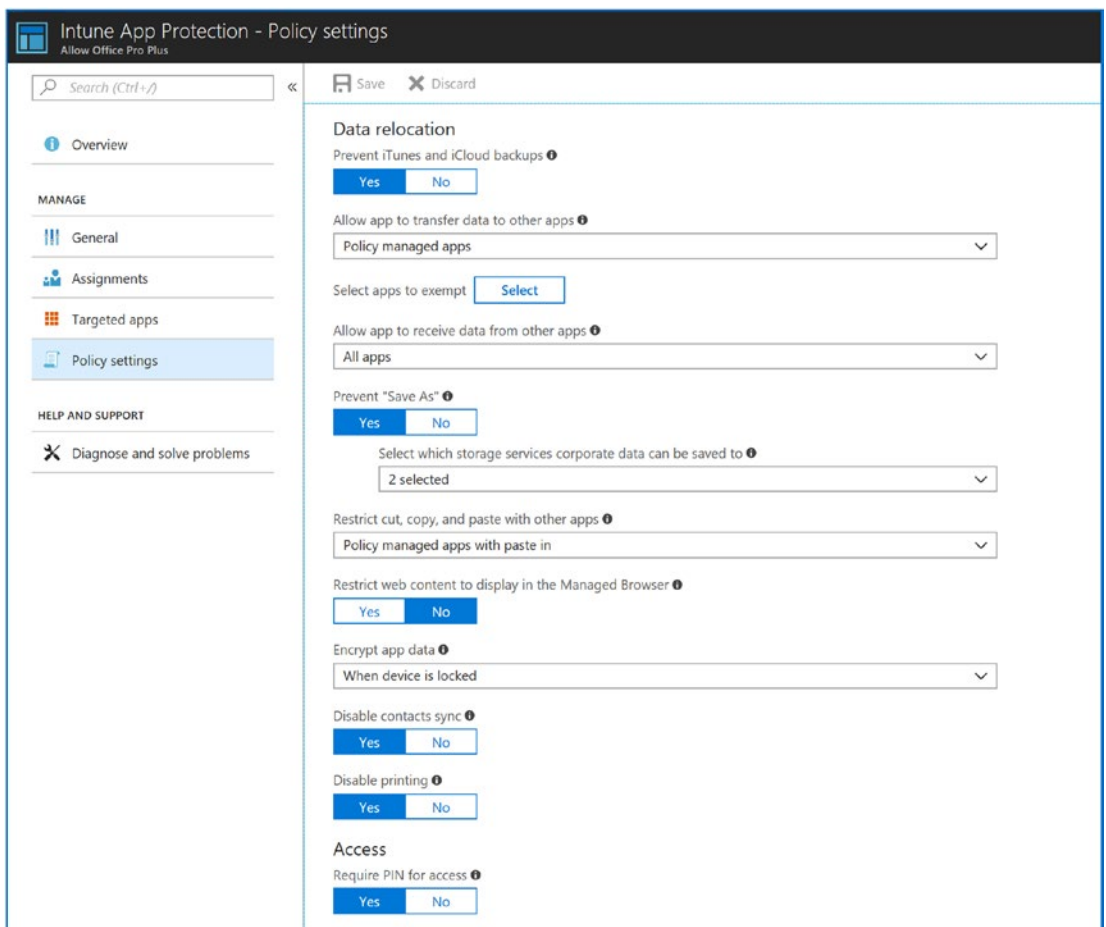 Intune App Protection - Policy settings
Allow Office Pro Plus
Search (Ctrl+/)
«
Save Discard
Overview
MANAGE
General
Assignments
Targeted apps
Policy settings
HELP AND SUPPORT
Diagnose and solve problems
Data relocation
Prevent iTunes and iCloud backups
Yes No
Allow app to transfer data to other apps
Policy managed apps
Select apps to exempt Select
Allow app to receive data from other apps
All apps
Prevent "Save As"
Yes No
Select which storage services corporate data can be saved to
2 selected
Restrict cut, copy, and paste with other apps
Policy managed apps with paste in
Restrict web content to display in the Managed Browser
Yes No
Encrypt app data
When device is locked
Disable contacts sync
Yes No
Disable printing
Yes No
Access
Require PIN for access
Yes No